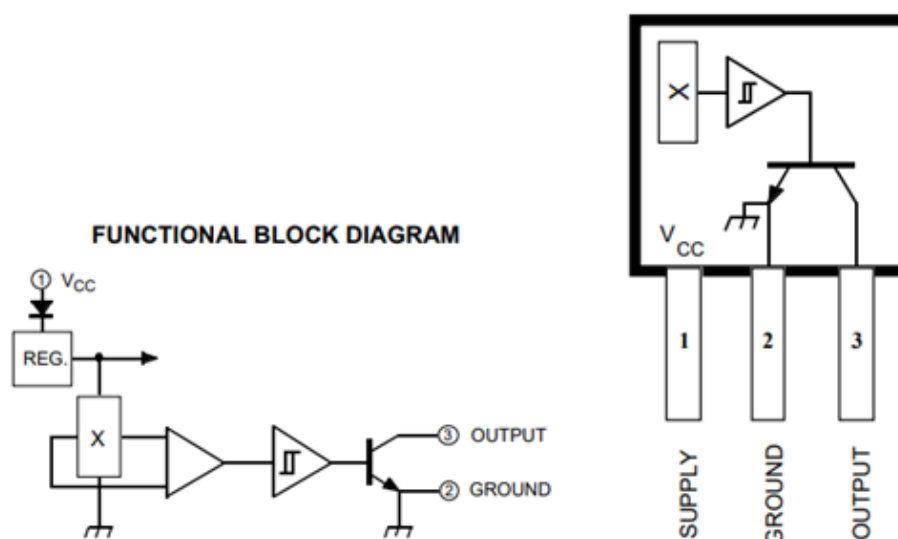 FUNCTIONAL BLOCK DIAGRAM
1 VCC
REG.
X
3 OUTPUT
2 GROUND
X
VCC
1 2 3
SUPPLY
GROUND
OUTPUT